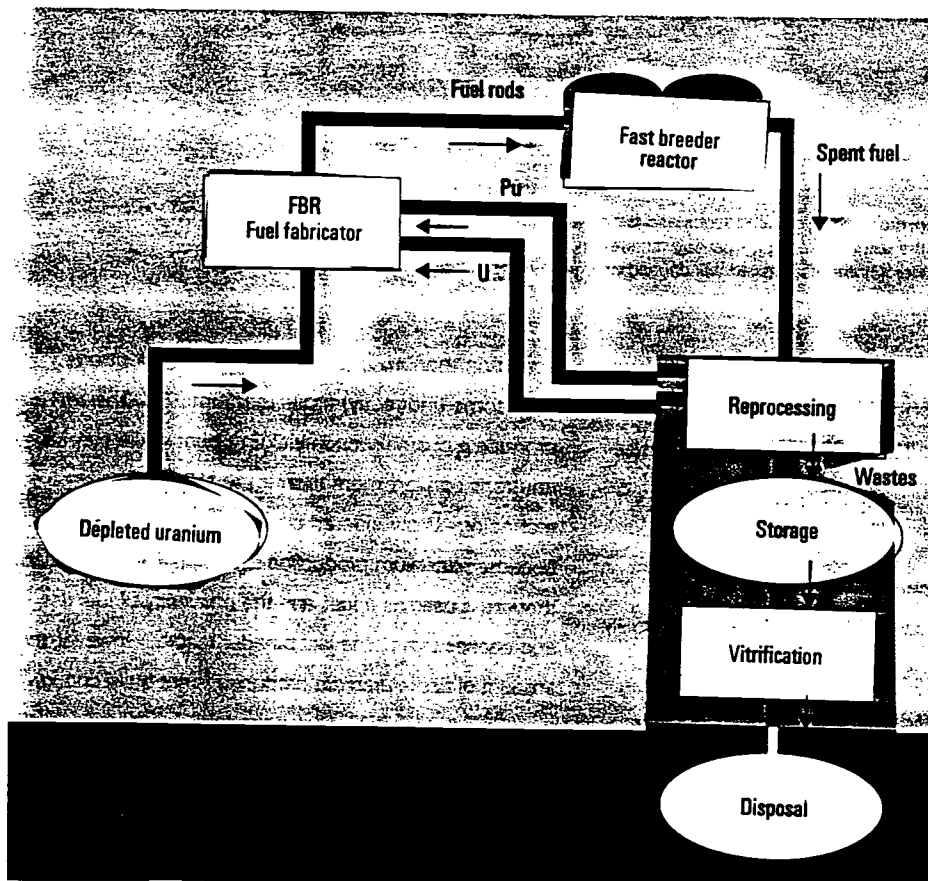 Fuel rods
Fast breeder
reactor
Spent fuel
FBR
Fuel fabricator
Pu
U
Reprocessing
Wastes
Depleted uranium
Storage
Vitrification
Disposal